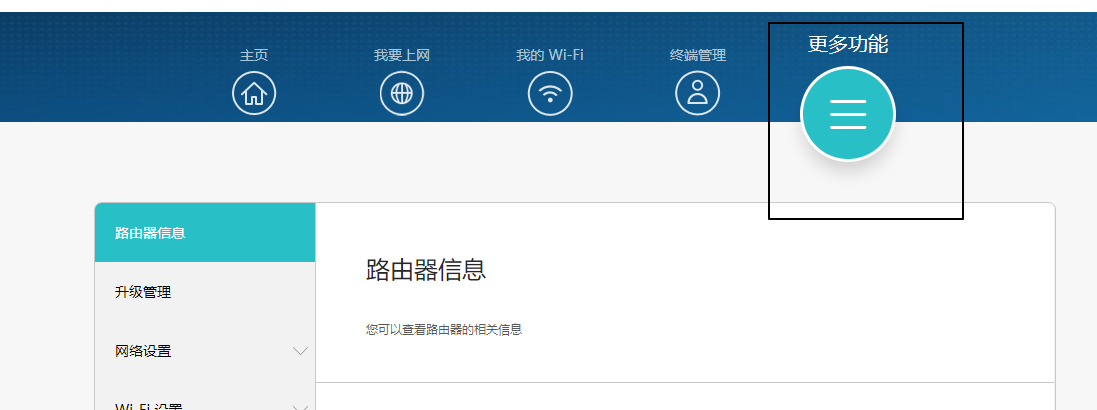 主页
我要上网
我的 Wi-Fi
终端管理
更多功能
路由器信息
升级管理
网络设置
Wi-Fi 设置
路由器信息
您可以查看路由器的相关信息